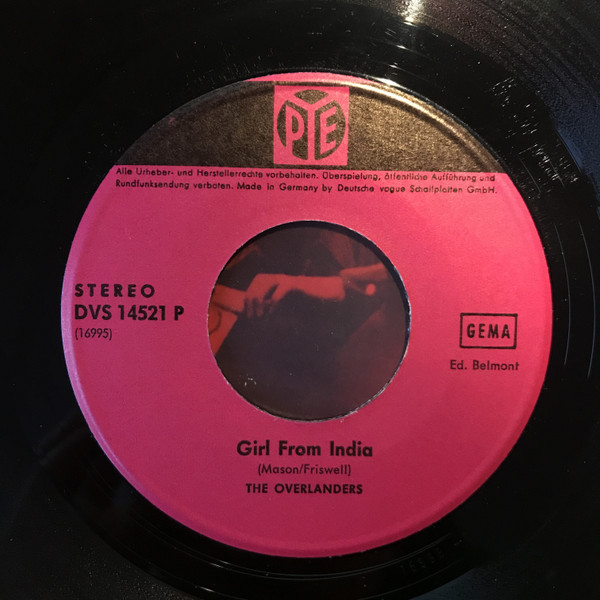 PYE
Alle Urheber- und Herstellerrechte vorbehalten. Überspielung, öffentliche Aufführung und
Rundfunksendung verboten. Made in Germany by Deutsche vogue Schallplatten GmbH.
STEREO
DVS 14521 P
(16995)
GEMA
Ed. Belmont
Girl From India
(Mason/Friswell)
THE OVERLANDERS